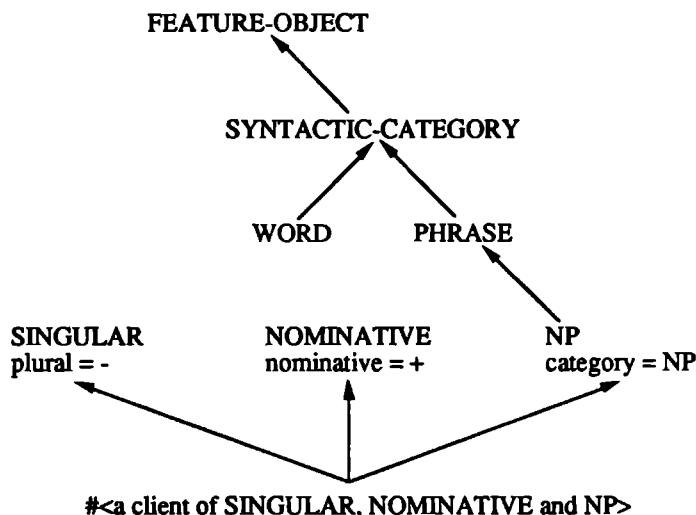 FEATURE-OBJECT
SYNTACTIC-CATEGORY
WORD
PHRASE
SINGULAR
plural = -
NOMINATIVE
nominative = +
NP
category = NP
#<a client of SINGULAR, NOMINATIVE and NP>